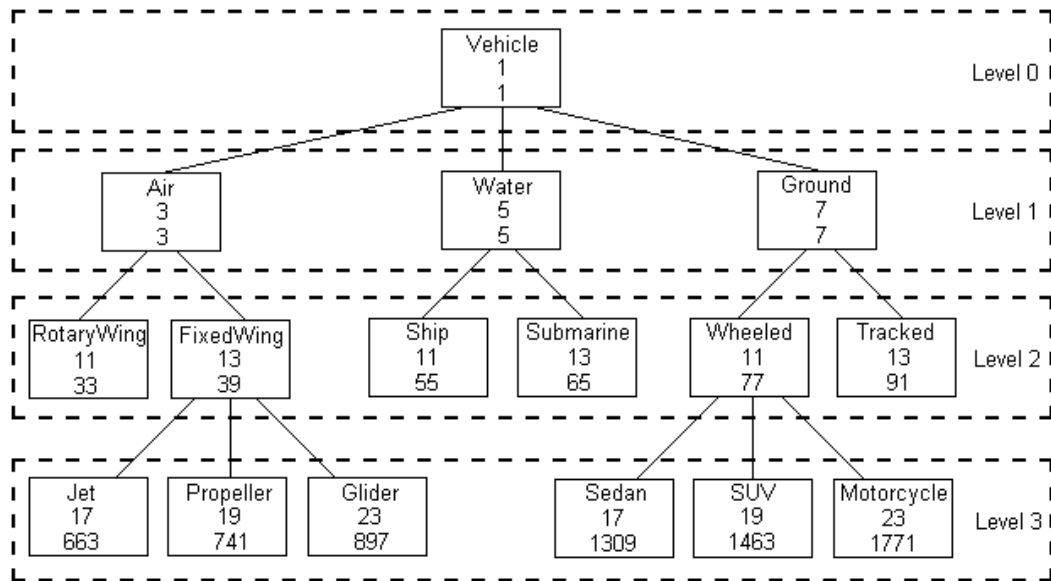 Vehicle
1
1
Level 0
Air
3
3
Water
5
5
Ground
7
7
Level 1
RotaryWing
11
33
FixedWing
13
39
Ship
11
55
Submarine
13
65
Wheeled
11
77
Tracked
13
91
Level 2
Jet
17
663
Propeller
19
741
Glider
23
897
Sedan
17
1309
SUV
19
1463
Motorcycle
23
1771
Level 3